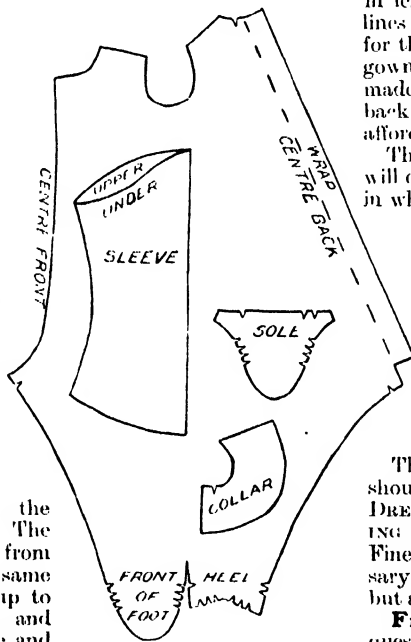 lines
for th
gown
made
back
afford
Th
will c
in wh
CENTRE FRONT
UPPER
UNDER
SLEEVE
WRAP
CENTRE BACK
SOLE
COLLAR
FRONT
OF
FOOT
HEEL
the
The
from
same
up to
and
and
Th
shou
DRE
ING
Fine
sary
but a